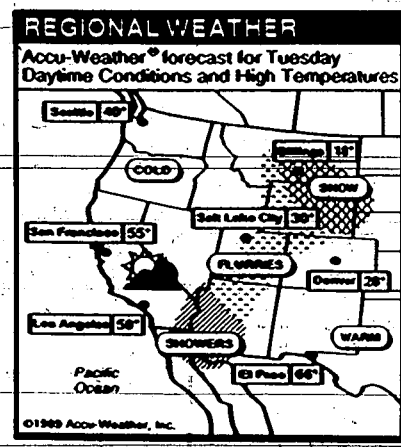 REGIONAL WEATHER
Accu-Weather® forecast for Tuesday
Daytime Conditions and High Temperatures
Seattle 40°
Billings 18°
COLD
SNOW
Salt Lake City 30°
San Francisco 55°
FLURRIES
Denver 28°
Los Angeles 58°
SHOWERS
WARM
Pacific
Ocean
El Paso 66°
©1989 Accu-Weather, Inc.